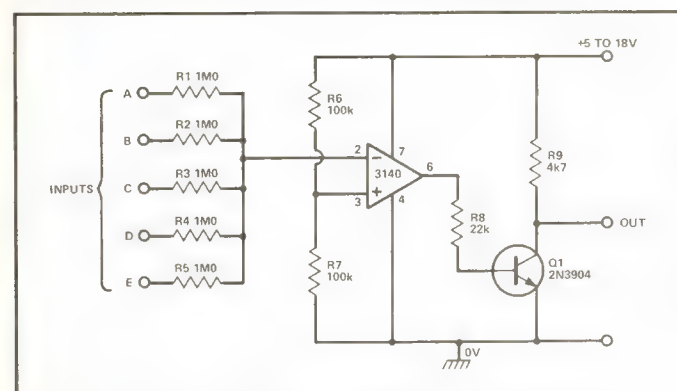 +5 TO 18V
R1 1M0
A
R6
100k
R2 1M0
B
R9
4k7
2
7
INPUTS
R3 1M0
C
3140
6
3
4
OUT
R4 1M0
D
R8
22k
Q1
2N3904
R5 1M0
E
R7
100k
0V